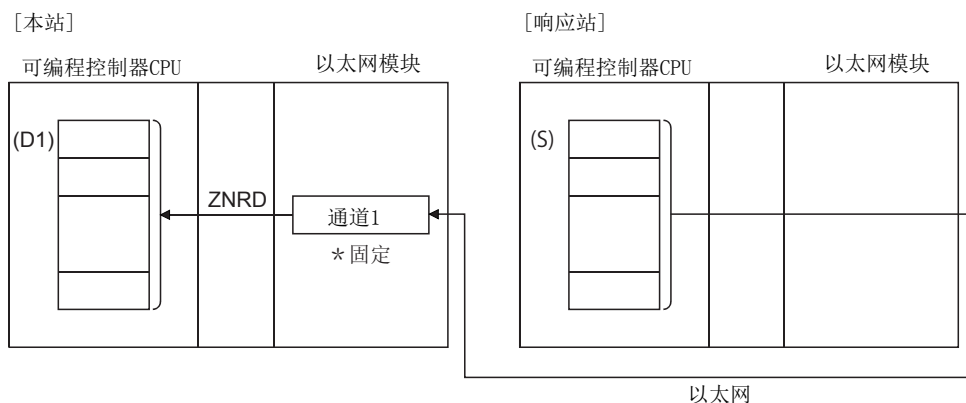 [本站]
可编程控制器CPU
以太网模块
(D1)
ZNRD
通道1
*固定
[响应站]
可编程控制器CPU
以太网模块
(S)
以太网